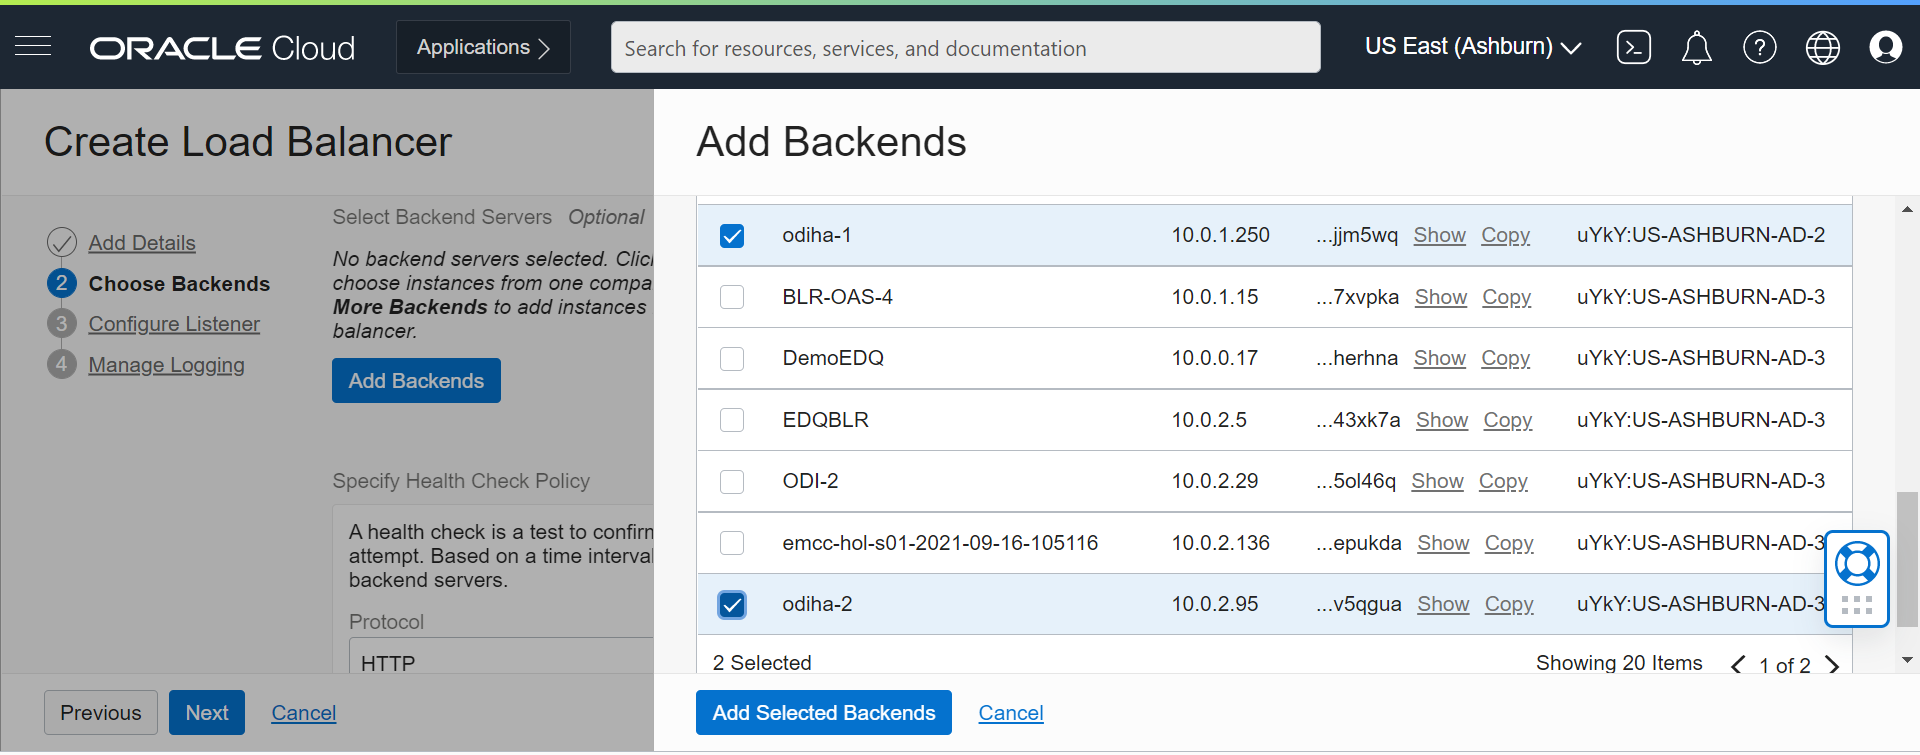 ORACLE Cloud
Applications
Search for resources, services, and documentation
US East (Ashburn)
Create Load Balancer
Add Details
2 Choose Backends
3 Configure Listener
4 Manage Logging
Select Backend Servers Optional
No backend servers selected. Clic
choose instances from one compa
More Backends to add instances
balancer.
Add Backends
Specify Health Check Policy
A health check is a test to confirm
attempt. Based on a time interval
backend servers.
Protocol
HTTP
Previous
Next
Cancel
Add Backends
odiha-1 10.0.1.250 ...jjm5wq Show Copy uYkY:US-ASHBURN-AD-2
BLR-OAS-4 10.0.1.15 ...7xvpka Show Copy uYkY:US-ASHBURN-AD-3
DemoEDQ 10.0.0.17 ...herhna Show Copy uYkY:US-ASHBURN-AD-3
EDQBLR 10.0.2.5 ...43xk7a Show Copy uYkY:US-ASHBURN-AD-3
ODI-2 10.0.2.29 ...5ol46q Show Copy uYkY:US-ASHBURN-AD-3
emcc-hol-s01-2021-09-16-105116 10.0.2.136 ...epukda Show Copy uYkY:US-ASHBURN-AD-3
odiha-2 10.0.2.95 ...v5qgua Show Copy uYkY:US-ASHBURN-AD-3
2 Selected
Showing 20 Items
1 of 2
Add Selected Backends
Cancel